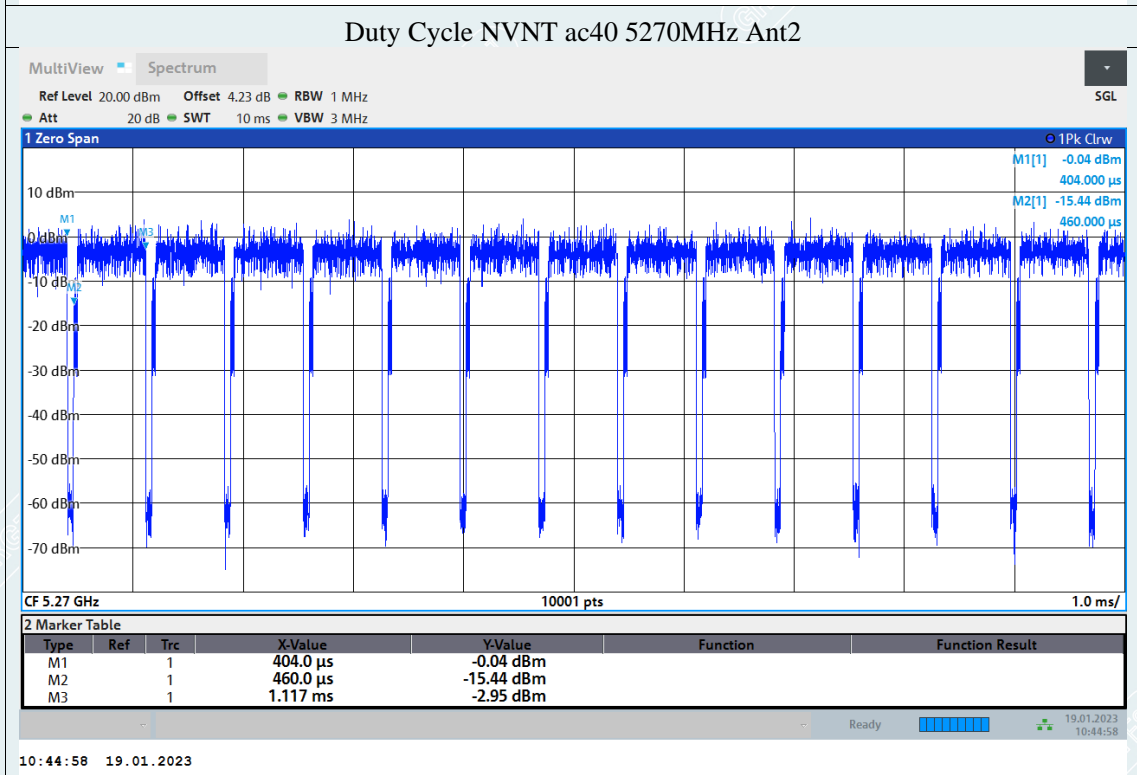 Duty Cycle NVNT ac40 5270MHz Ant2
MultiView Spectrum
Ref Level 20.00 dBm Offset 4.23 dB RBW 1 MHz
SGL
Att 20 dB SWT 10 ms VBW 3 MHz
1 Zero Span 1Pk Clrw
M1[1] -0.04 dBm
404.000 µs
M2[1] -15.44 dBm
460.000 µs
10 dBm
M1
M3
0 dBm
-10 dBm
M2
-20 dBm
-30 dBm
-40 dBm
-50 dBm
-60 dBm
-70 dBm
CF 5.27 GHz 10001 pts 1.0 ms/
2 Marker Table
Type Ref Trc X-Value Y-Value Function Function Result
M1 1 404.0 µs -0.04 dBm
M2 1 460.0 µs -15.44 dBm
M3 1 1.117 ms -2.95 dBm
Ready 19.01.2023
10:44:58
10:44:58 19.01.2023